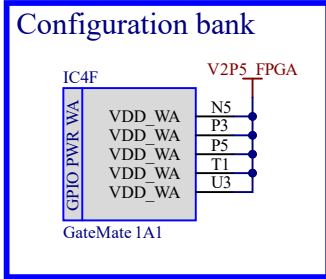 Configuration bank
V2P5_FPGA
IC4F
GPIO PWR WA
VDD_WA N5
VDD_WA P3
VDD_WA P5
VDD_WA T1
VDD_WA U3
GateMate 1A1